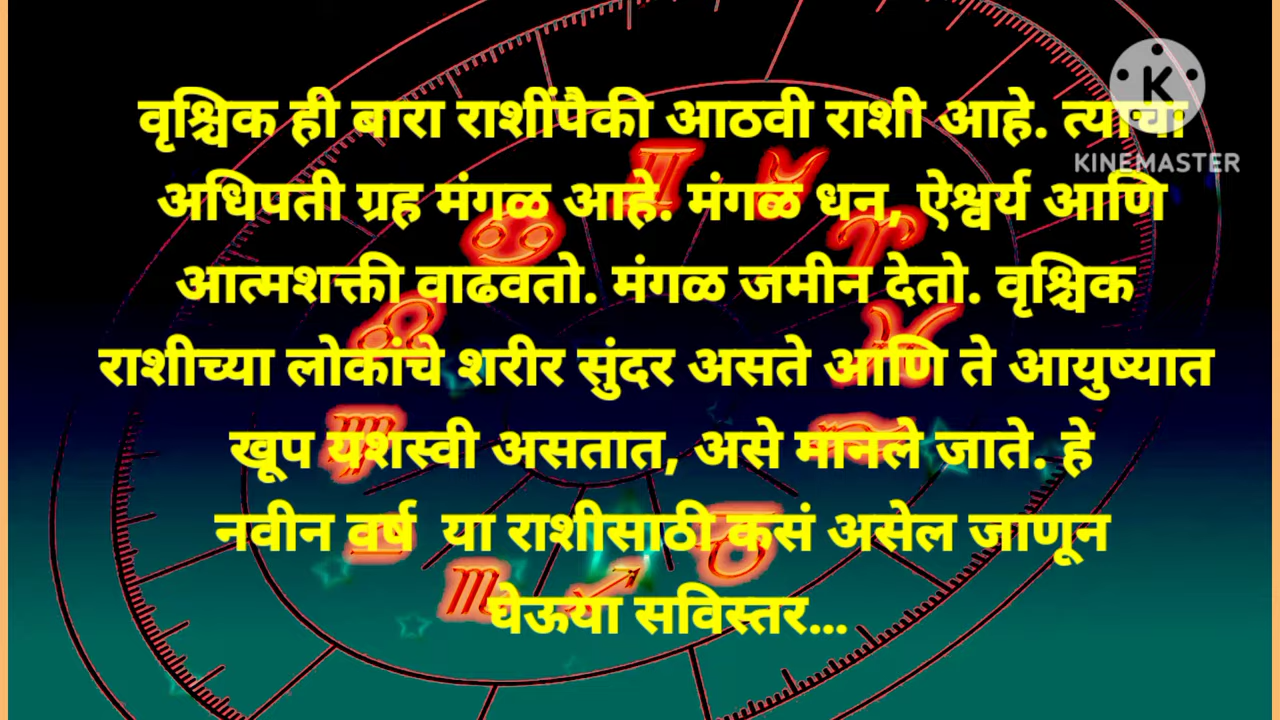 वृश्चिक ही बारा राशींपैकी आठवी राशी आहे. त्याचा
अधिपती ग्रह मंगळ आहे. मंगळ धन, ऐश्वर्य आणि
आत्मशक्ती वाढवतो. मंगळ जमीन देतो. वृश्चिक
राशीच्या लोकांचे शरीर सुंदर असते आणि ते आयुष्यात
खूप यशस्वी असतात, असे मानले जाते. हे
नवीन वर्ष  या राशीसाठी कसं असेल जाणून
घेऊया सविस्तर...
K
KINEMASTER